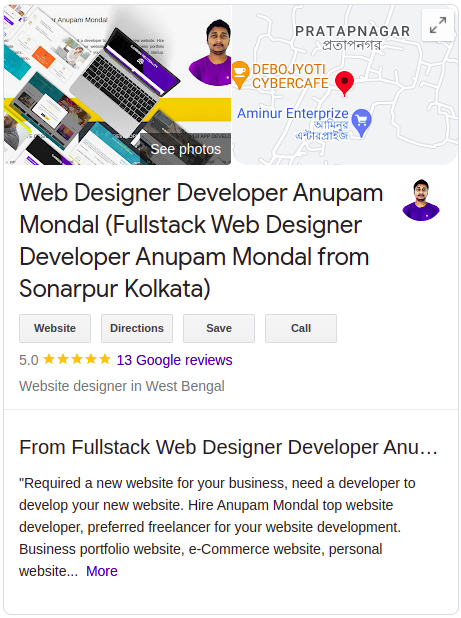 Anupam Mondal
PRATAPNAGAR
প্রতাপনগর
DEBOJYOTI
CYBERCAFE
Aminur Enterprize
আমিনুর
এন্টারপ্রাইজ
See photos
Web Designer Developer Anupam
Mondal (Fullstack Web Designer
Developer Anupam Mondal from
Sonarpur Kolkata)
Website
Directions
Save
Call
5.0 13 Google reviews
Website designer in West Bengal
From Fullstack Web Designer Developer Anu…
"Required a new website for your business, need a developer to
develop your new website. Hire Anupam Mondal top website
developer, preferred freelancer for your website development.
Business portfolio website, e-Commerce website, personal
website... More